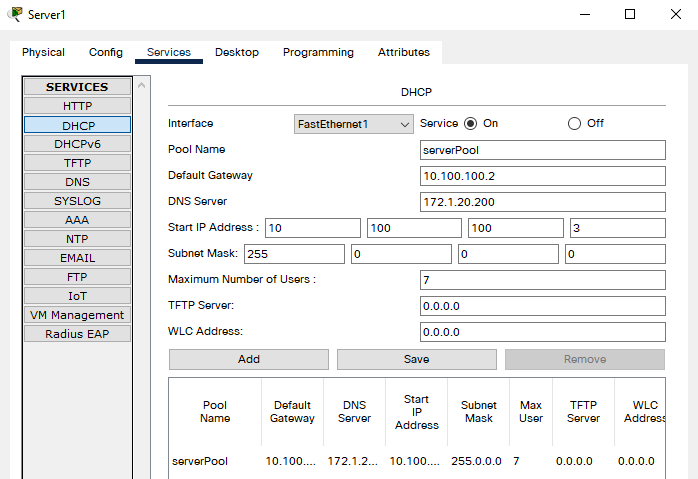 Server1
Physical Config Services Desktop Programming Attributes
SERVICES
HTTP
DHCP
DHCPv6
TFTP
DNS
SYSLOG
AAA
NTP
EMAIL
FTP
IoT
VM Management
Radius EAP
DHCP
Interface FastEthernet1 Service On Off
Pool Name serverPool
Default Gateway 10.100.100.2
DNS Server 172.1.20.200
Start IP Address : 10 100 100 3
Subnet Mask: 255 0 0 0
Maximum Number of Users : 7
TFTP Server: 0.0.0.0
WLC Address: 0.0.0.0
Add Save Remove
Pool Name Default Gateway DNS Server Start IP Address Subnet Mask Max User TFTP Server WLC Address
serverPool 10.100.... 172.1.2... 10.100.... 255.0.0.0 7 0.0.0.0 0.0.0.0